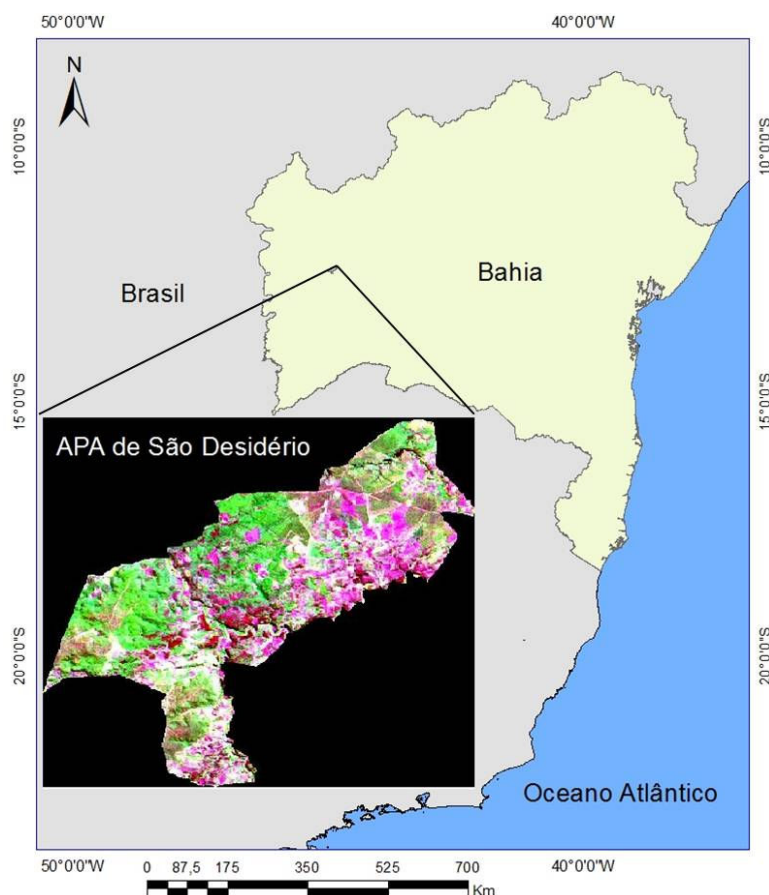 50°0'0"W 40°0'0"W
N
10°0'0"S 10°0'0"S
Bahia
Brasil
15°0'0"S 15°0'0"S
APA de São Desidério
20°0'0"S 20°0'0"S
Oceano Atlântico
50°0'0"W 40°0'0"W
0 87,5 175 350 525 700
Km